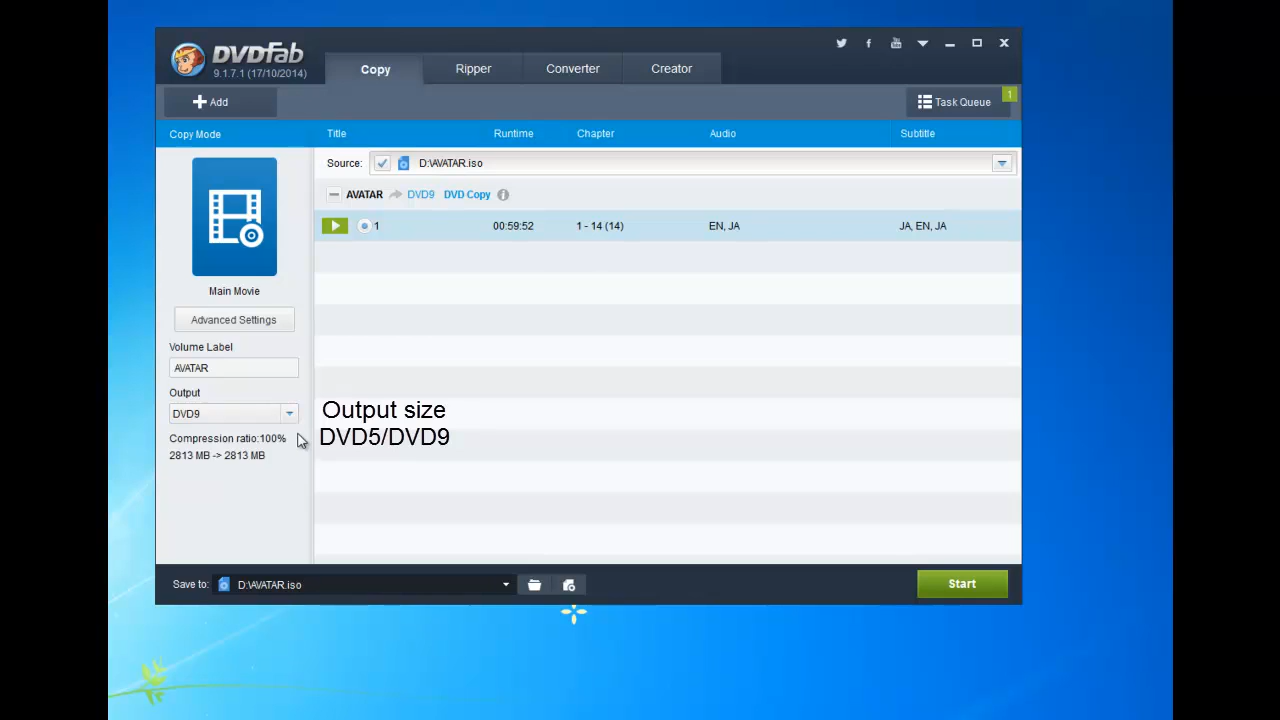 DVDFab
9.1.7.1 (17/10/2014)
Copy
Ripper
Converter
Creator
Add
Task Queue
1
Copy Mode
Title
Runtime
Chapter
Audio
Subtitle
Source:
D:\AVATAR.iso
AVATAR
DVD9
DVD Copy
1
00:59:52
1 - 14 (14)
EN, JA
JA, EN, JA
Main Movie
Advanced Settings
Volume Label
AVATAR
Output
DVD9
Compression ratio:100%
2813 MB -> 2813 MB
Output size
DVD5/DVD9
Save to:
D:\AVATAR.iso
Start